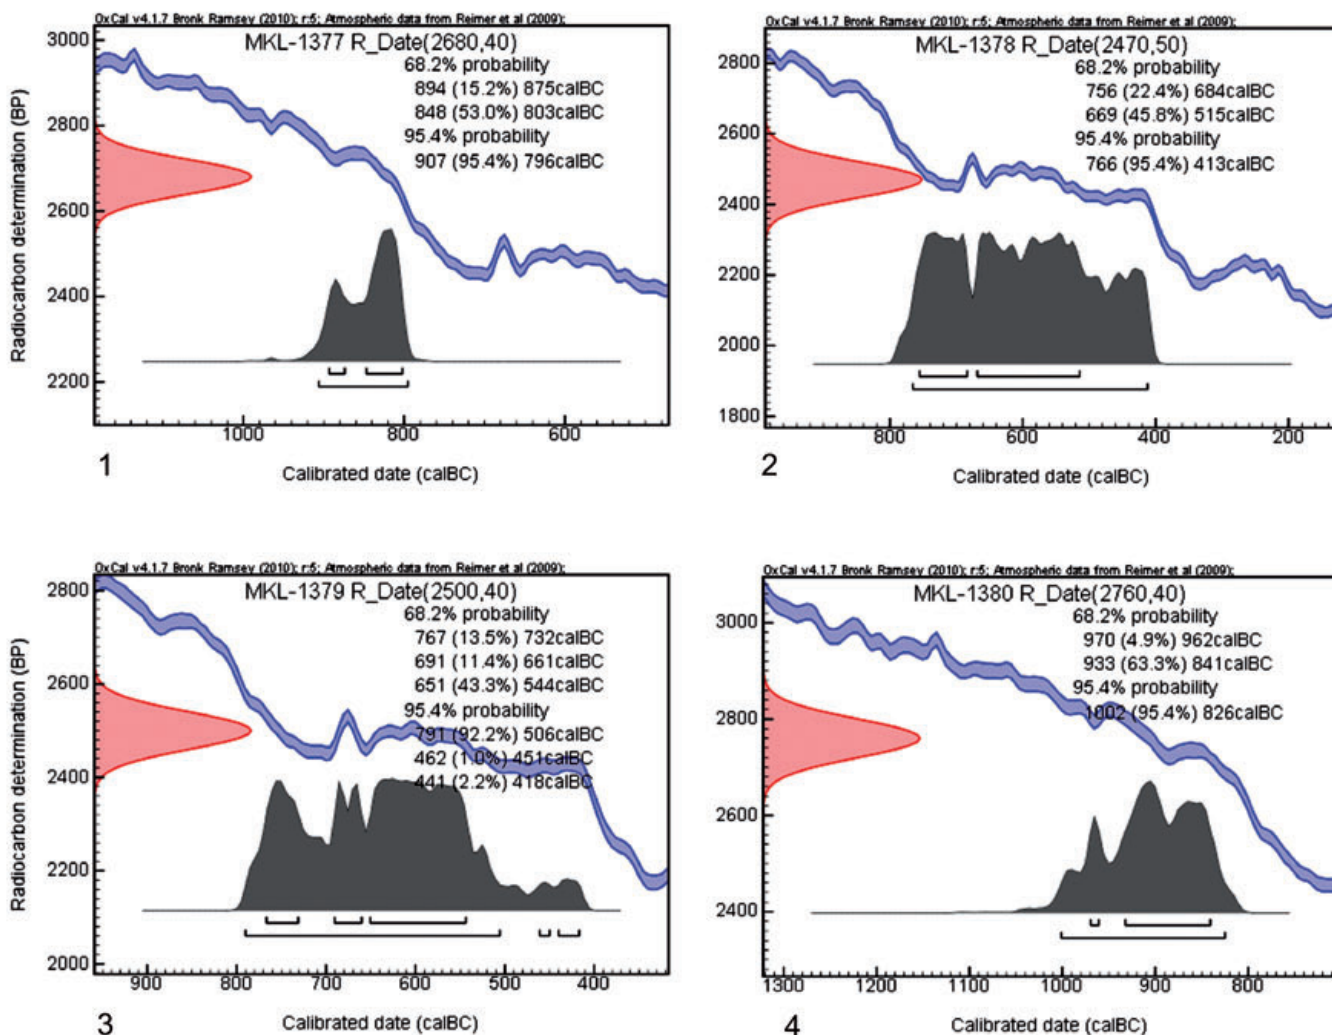 OxCal v4.1.7 Bronk Ramsey (2010); r:5; Atmospheric data from Reimer et al (2009);
MKL-1377 R_Date(2680,40)
68.2% probability
894 (15.2%) 875calBC
848 (53.0%) 803calBC
95.4% probability
907 (95.4%) 796calBC
Radiocarbon determination (BP)
3000
2800
2600
2400
2200
1000 800 600
Calibrated date (calBC)
1
OxCal v4.1.7 Bronk Ramsey (2010); r:5; Atmospheric data from Reimer et al (2009);
MKL-1378 R_Date(2470,50)
68.2% probability
756 (22.4%) 684calBC
669 (45.8%) 515calBC
95.4% probability
766 (95.4%) 413calBC
2800
2600
2400
2200
2000
1800
800 600 400 200
Calibrated date (calBC)
2
OxCal v4.1.7 Bronk Ramsey (2010); r:5; Atmospheric data from Reimer et al (2009);
MKL-1379 R_Date(2500,40)
68.2% probability
767 (13.5%) 732calBC
691 (11.4%) 661calBC
651 (43.3%) 544calBC
95.4% probability
791 (92.2%) 506calBC
462 (1.0%) 451calBC
441 (2.2%) 418calBC
Radiocarbon determination (BP)
2800
2600
2400
2200
2000
900 800 700 600 500 400
Calibrated date (calBC)
3
OxCal v4.1.7 Bronk Ramsey (2010); r:5; Atmospheric data from Reimer et al (2009);
MKL-1380 R_Date(2760,40)
68.2% probability
970 (4.9%) 962calBC
933 (63.3%) 841calBC
95.4% probability
1002 (95.4%) 826calBC
3000
2800
2600
2400
1300 1200 1100 1000 900 800
Calibrated date (calBC)
4